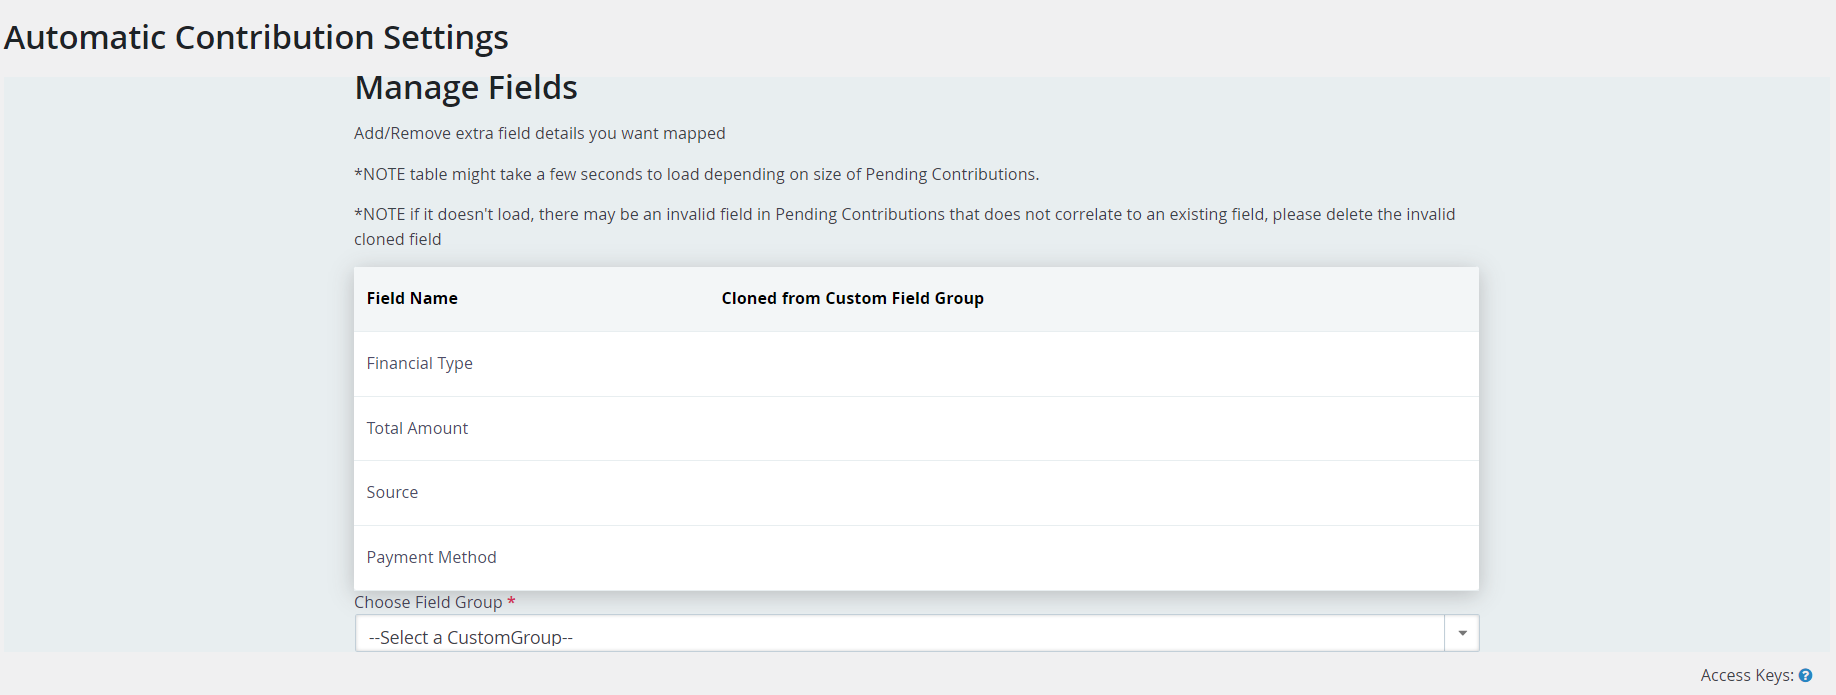 Automatic Contribution Settings
Manage Fields
Add/Remove extra field details you want mapped
*NOTE table might take a few seconds to load depending on size of Pending Contributions.
*NOTE if it doesn't load, there may be an invalid field in Pending Contributions that does not correlate to an existing field, please delete the invalid
cloned field
Field Name Cloned from Custom Field Group
Financial Type
Total Amount
Source
Payment Method
Choose Field Group *
--Select a CustomGroup--
Access Keys: ?